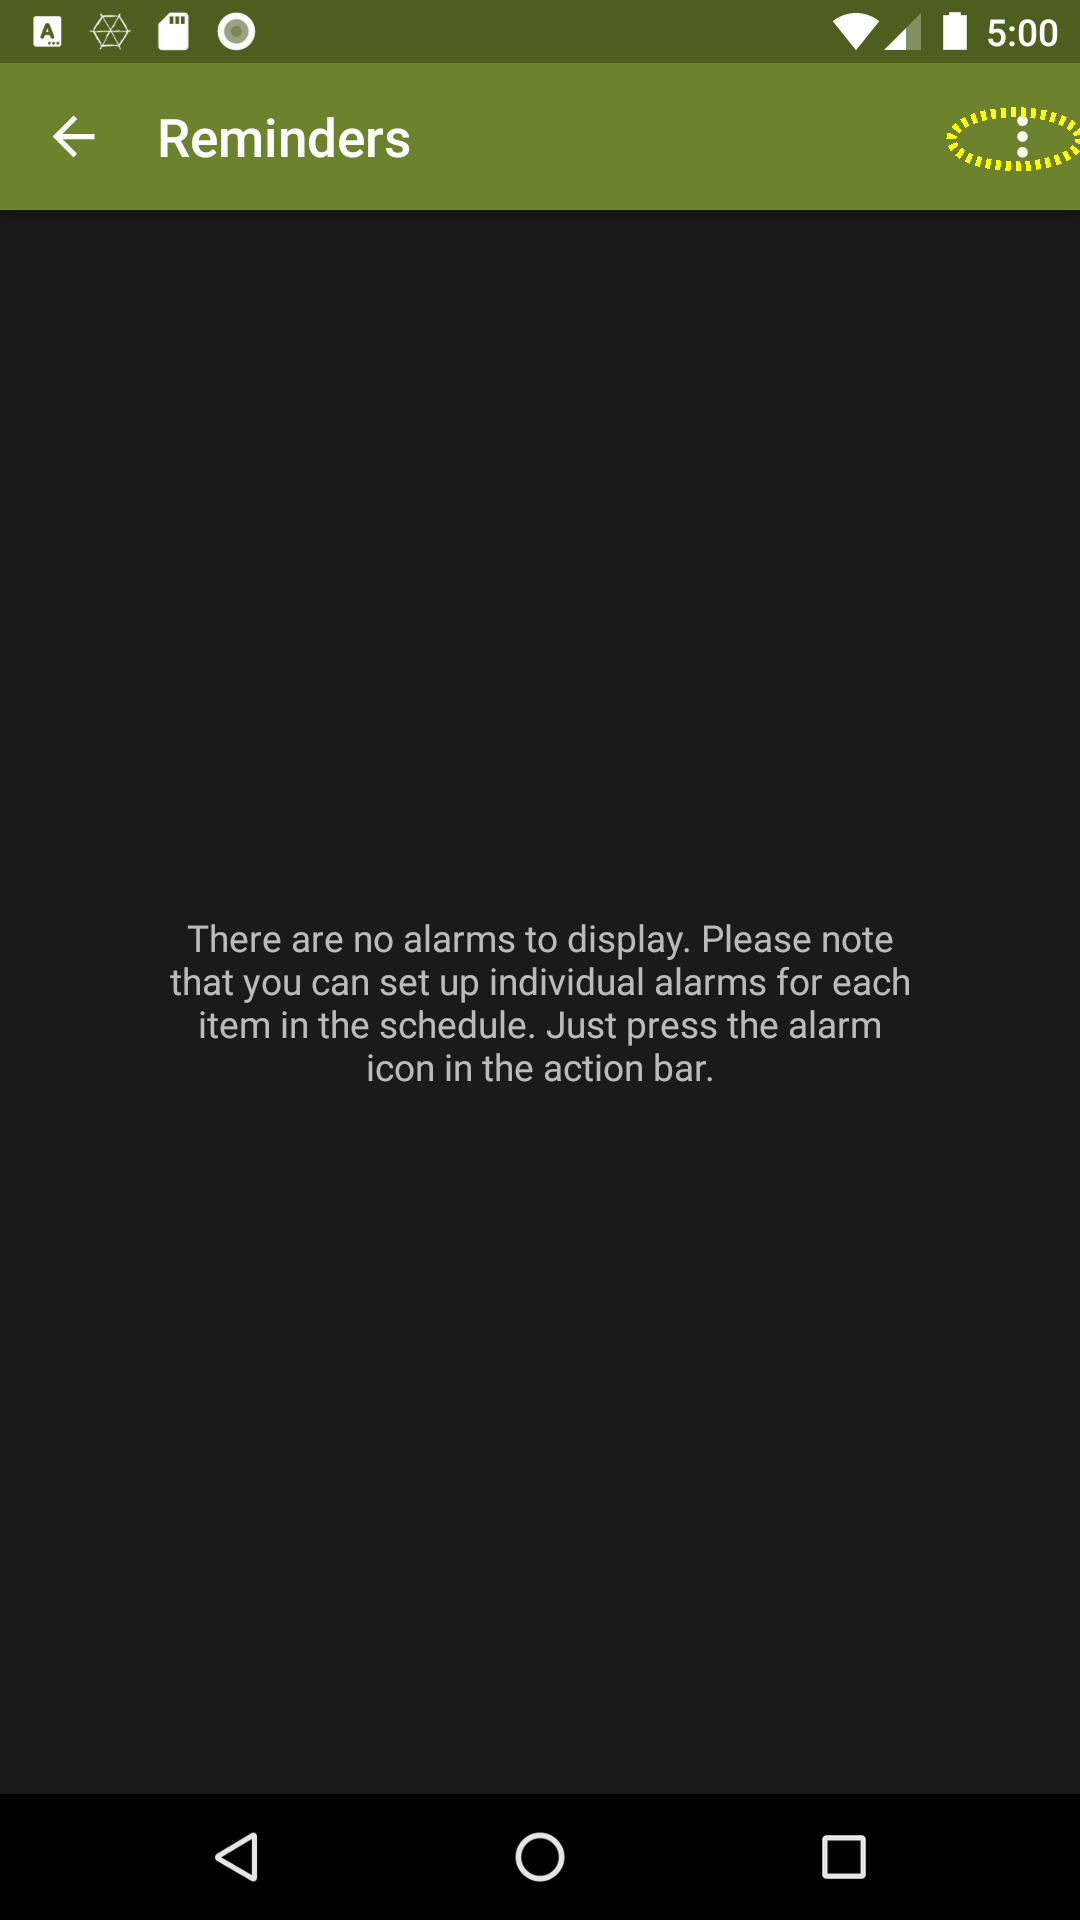 5:00
Reminders
There are no alarms to display. Please note
that you can set up individual alarms for each
item in the schedule. Just press the alarm
icon in the action bar.